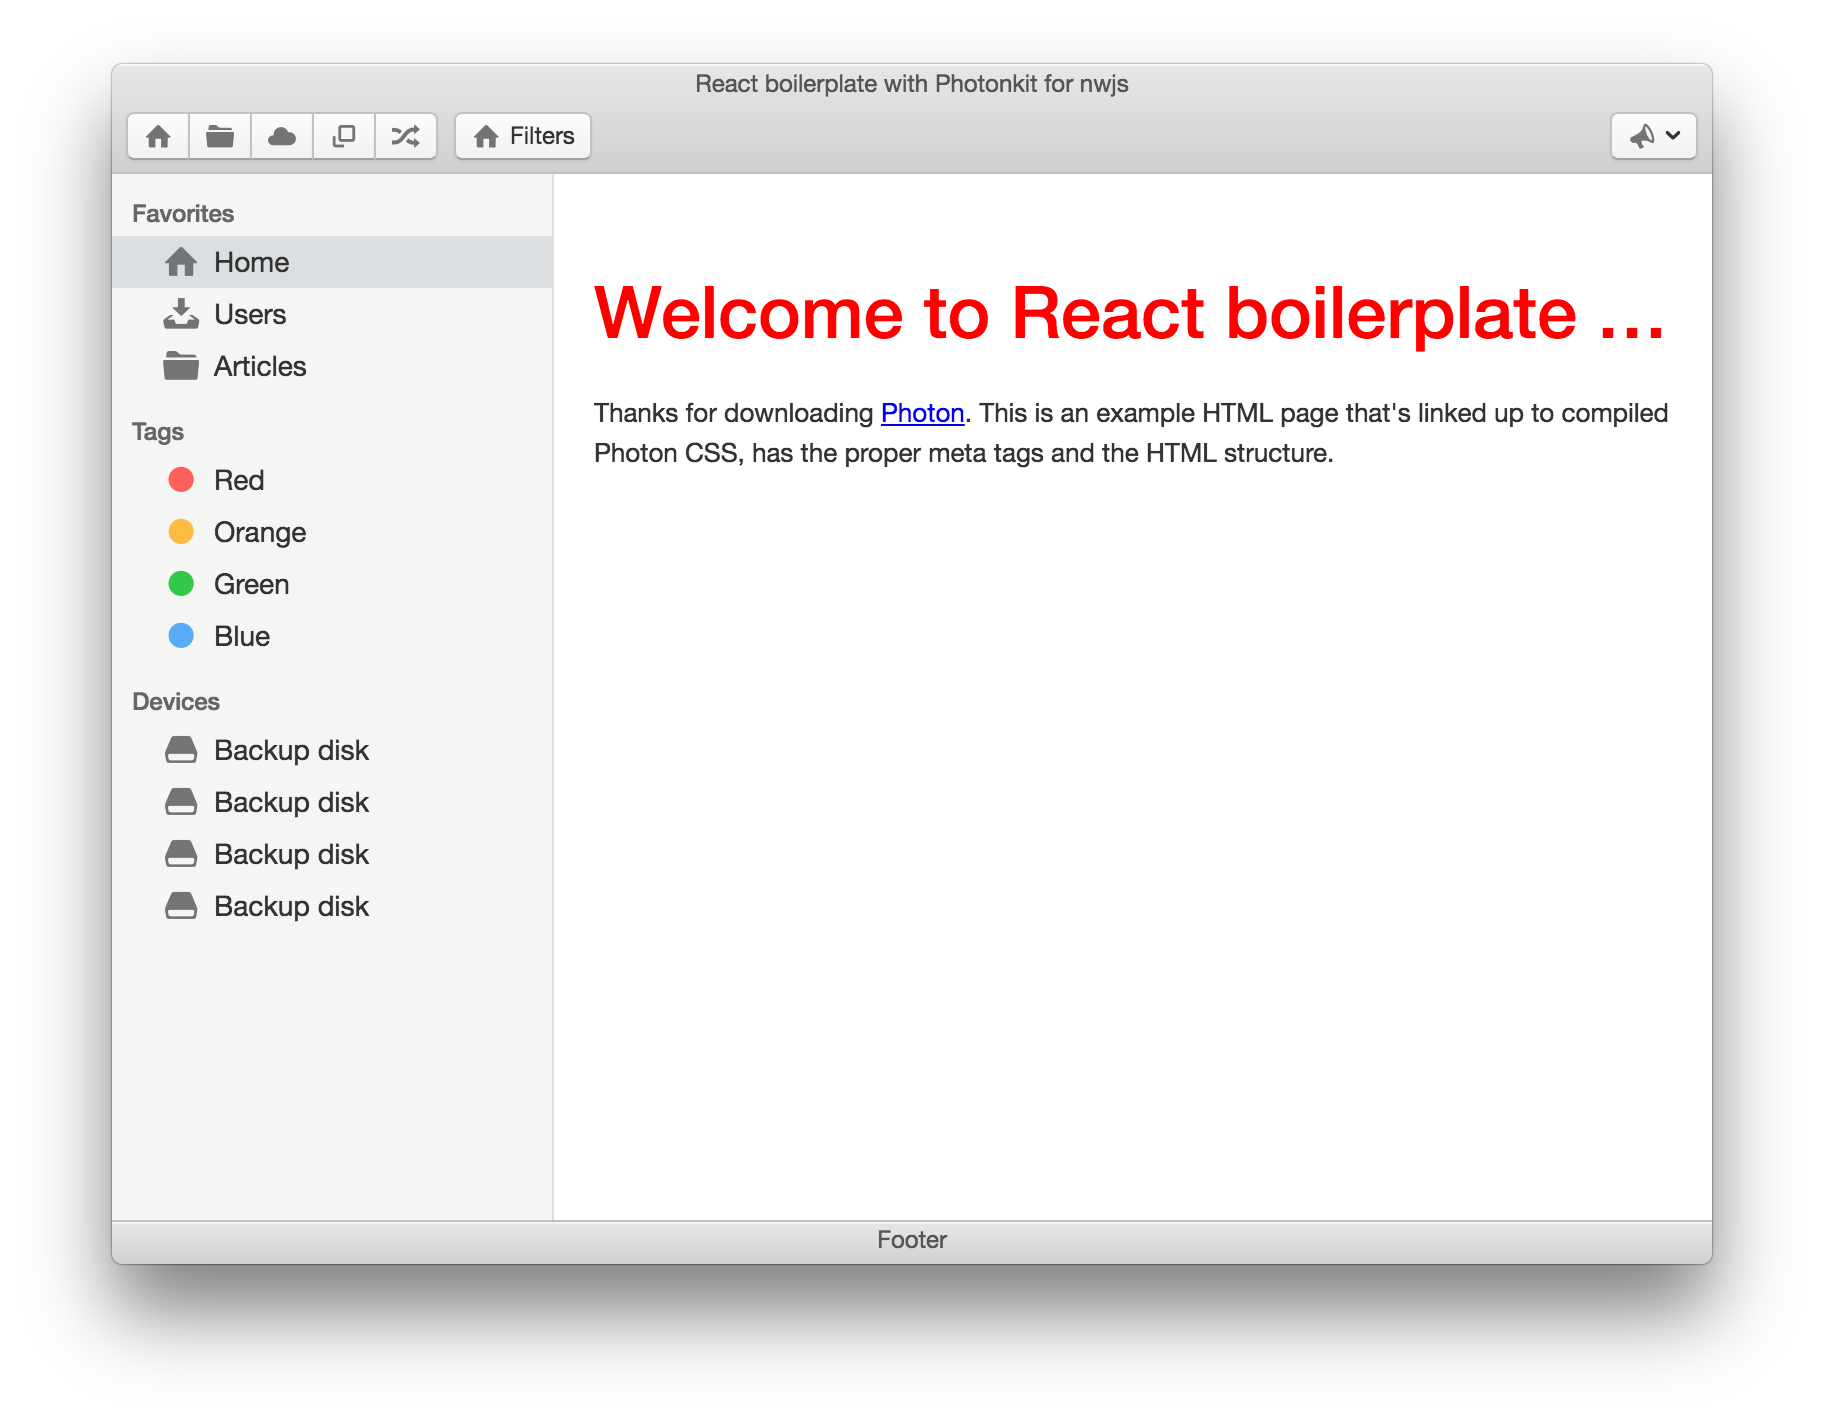 React boilerplate with Photonkit for nwjs
Filters
Favorites
Home
Users
Articles
Tags
Red
Orange
Green
Blue
Devices
Backup disk
Backup disk
Backup disk
Backup disk
Welcome to React boilerplate ...
Thanks for downloading Photon. This is an example HTML page that's linked up to compiled
Photon CSS, has the proper meta tags and the HTML structure.
Footer